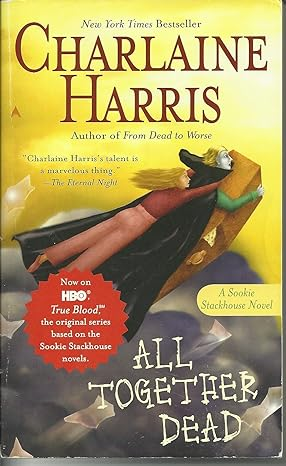 New York Times Bestseller
CHARLAINE
HARRIS
Author of From Dead to Worse
"Charlaine Harris's talent is
a marvelous thing."
—The Eternal Night
A Sookie
Stackhouse Novel
Now on
HBO®
True Blood,℠
the original series
based on the
Sookie Stackhouse
novels.
ALL
TOGETHER
DEAD